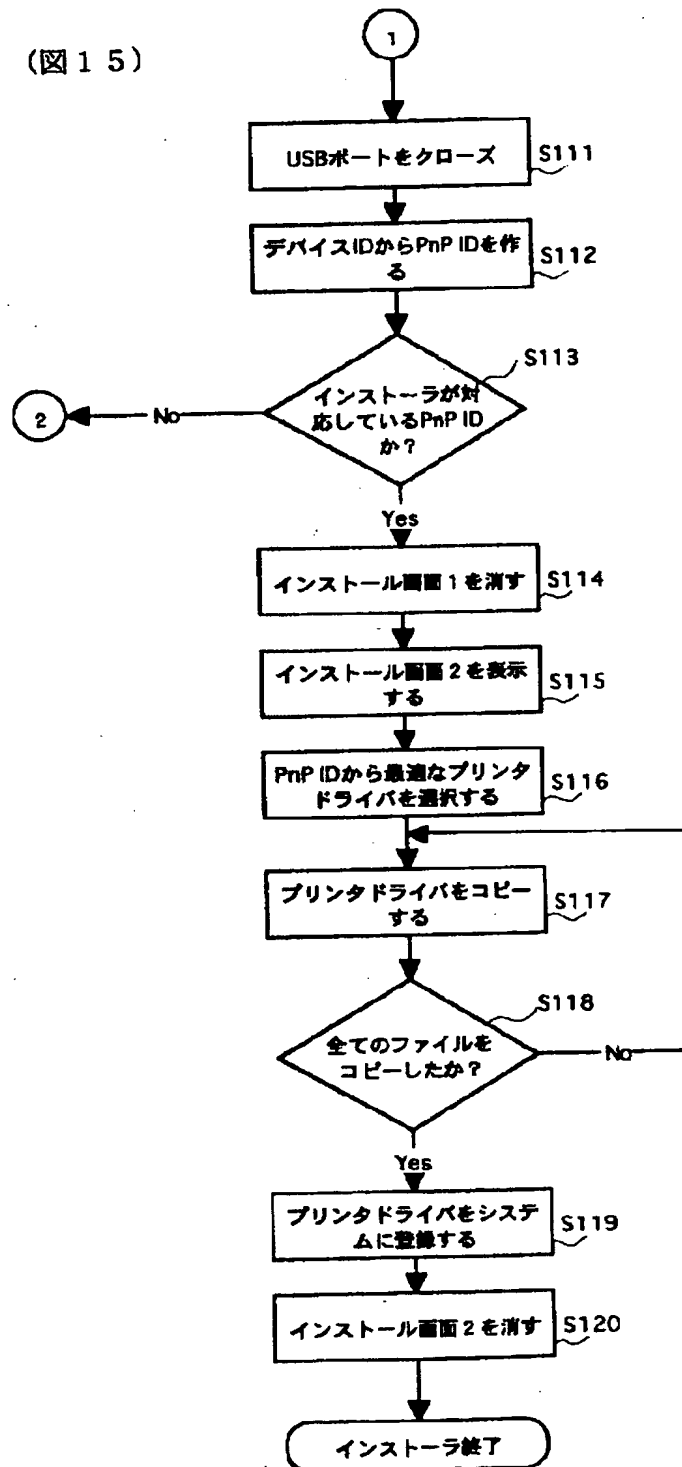 (図15)
1
USBポートをクローズ
S111
デバイスIDからPnP IDを作
る
S112
S113
インストーラが対
応しているPnP ID
か？
No
2
Yes
インストール画面1を消す
S114
インストール画面2を表示
する
S115
PnP IDから最適なプリンタ
ドライバを選択する
S116
プリンタドライバをコピー
する
S117
S118
全てのファイルを
コピーしたか？
No
Yes
プリンタドライバをシステ
ムに登録する
S119
インストール画面2を消す
S120
インストーラ終了